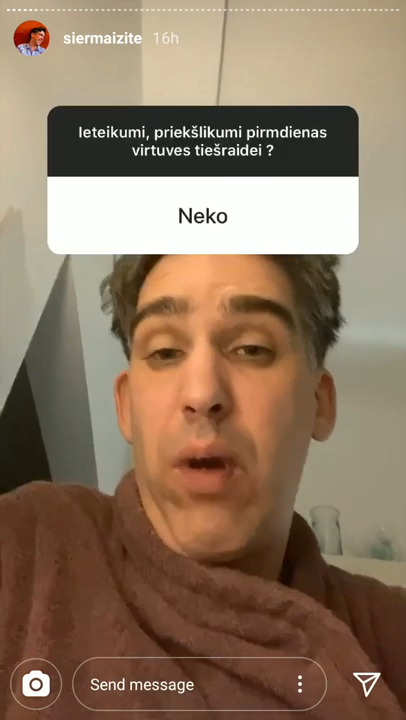 siermaizite 16h
Ieteikumi, priekšlikumi pirmdienas
virtuves tiešraidei ?
Neko
Send message